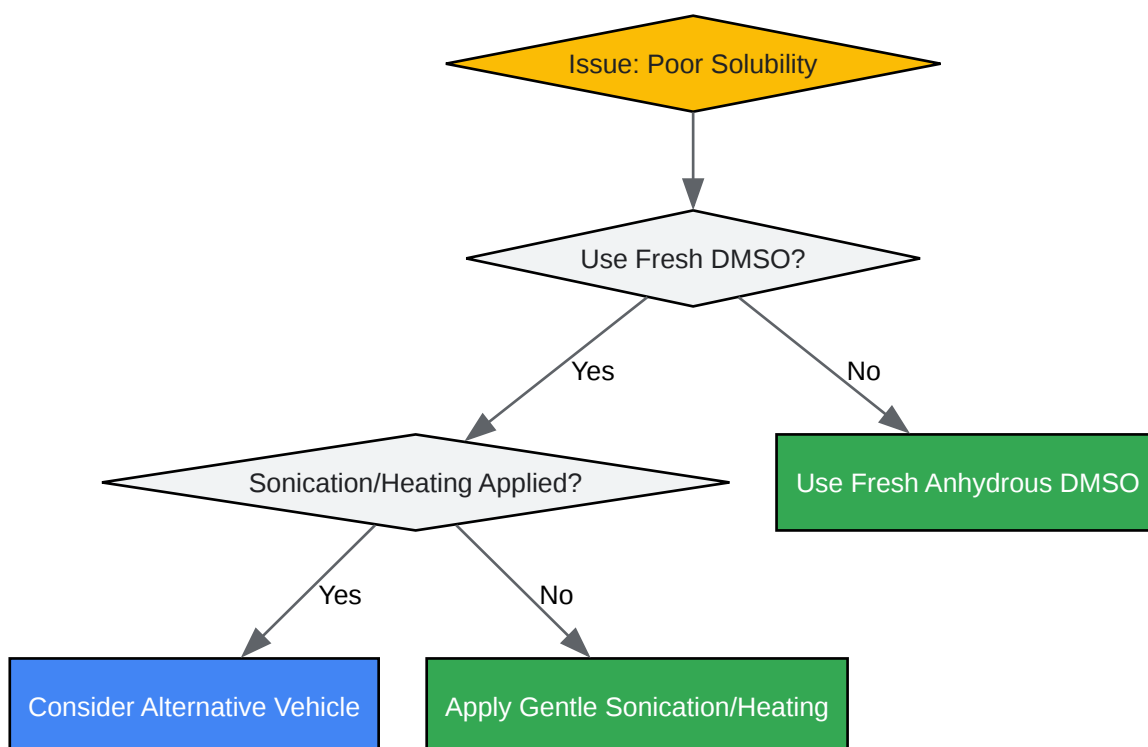 Issue: Poor Solubility
Use Fresh DMSO?
Yes
No
Sonication/Heating Applied?
Use Fresh Anhydrous DMSO
Yes
No
Consider Alternative Vehicle
Apply Gentle Sonication/Heating